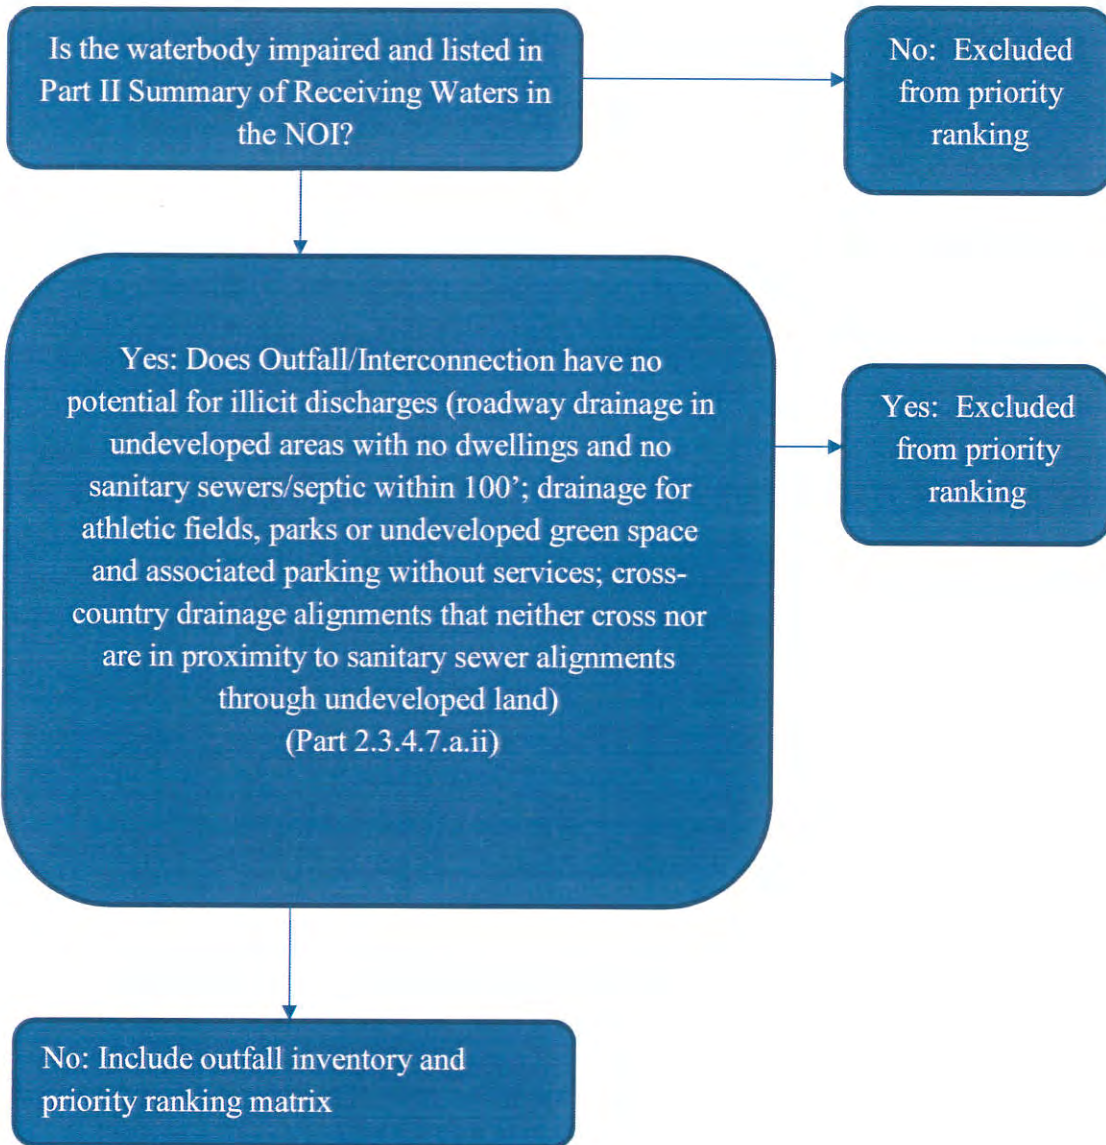 Is the waterbody impaired and listed in
Part II Summary of Receiving Waters in
the NOI?
No: Excluded
from priority
ranking
Yes: Does Outfall/Interconnection have no
potential for illicit discharges (roadway drainage in
undeveloped areas with no dwellings and no
sanitary sewers/septic within 100’; drainage for
athletic fields, parks or undeveloped green space
and associated parking without services; cross-
country drainage alignments that neither cross nor
are in proximity to sanitary sewer alignments
through undeveloped land)
(Part 2.3.4.7.a.ii)
Yes: Excluded
from priority
ranking
No: Include outfall inventory and
priority ranking matrix